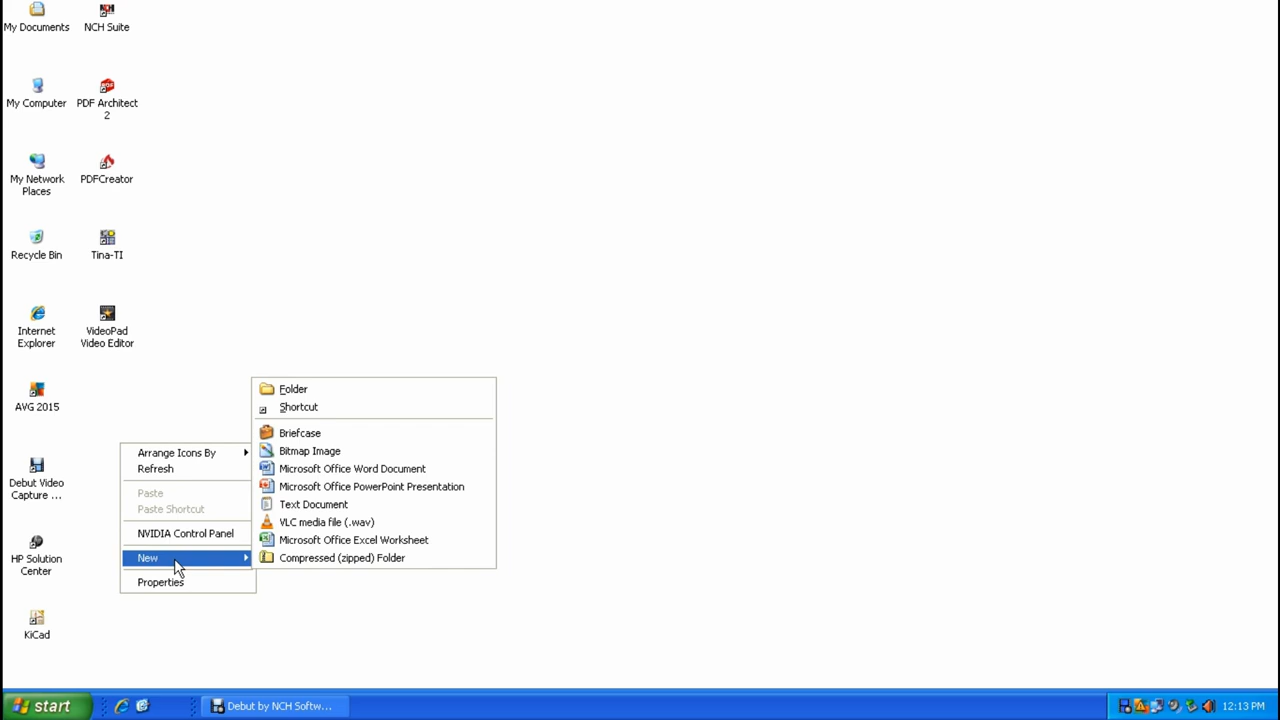 My Documents
NCH Suite
My Computer
PDF Architect
2
My Network
Places
PDFCreator
Recycle Bin
Tina-TI
Internet
Explorer
VideoPad
Video Editor
AVG 2015
Debut Video
Capture ...
HP Solution
Center
KiCad
Arrange Icons By
Refresh
Paste
Paste Shortcut
NVIDIA Control Panel
New
Properties
Folder
Shortcut
Briefcase
Bitmap Image
Microsoft Office Word Document
Microsoft Office PowerPoint Presentation
Text Document
VLC media file (.wav)
Microsoft Office Excel Worksheet
Compressed (zipped) Folder
start
Debut by NCH Softw...
12:13 PM